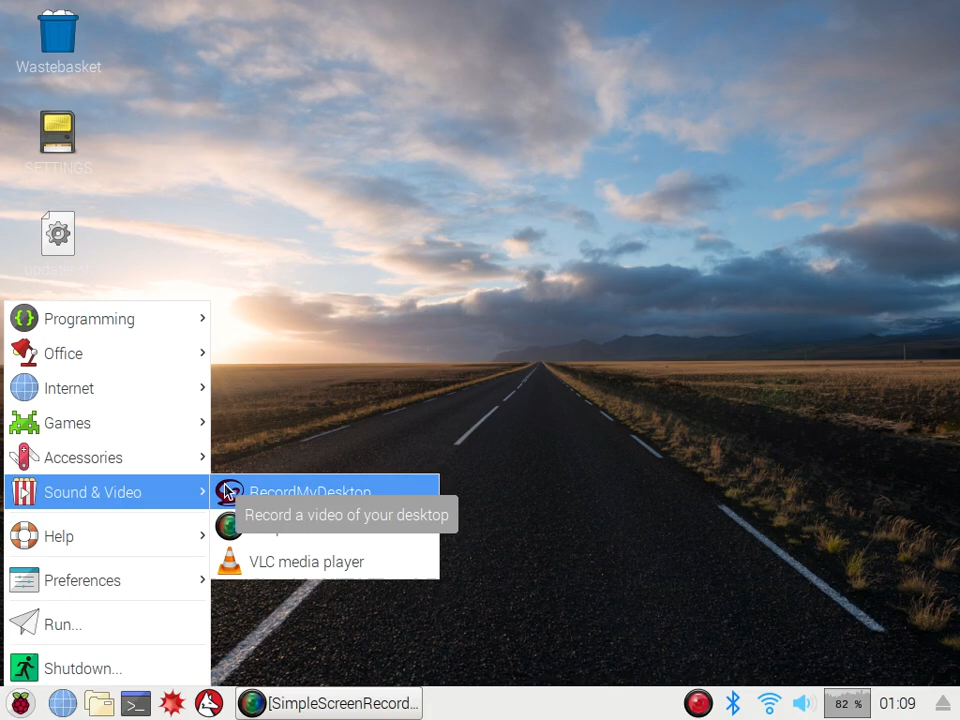 Wastebasket
SETTINGS
Programming
Office
Internet
Games
Accessories
Sound & Video
RecordMyDesktop
Record a video of your desktop
Help
VLC media player
Preferences
Run...
Shutdown...
[SimpleScreenRecord...
82 %
01:09